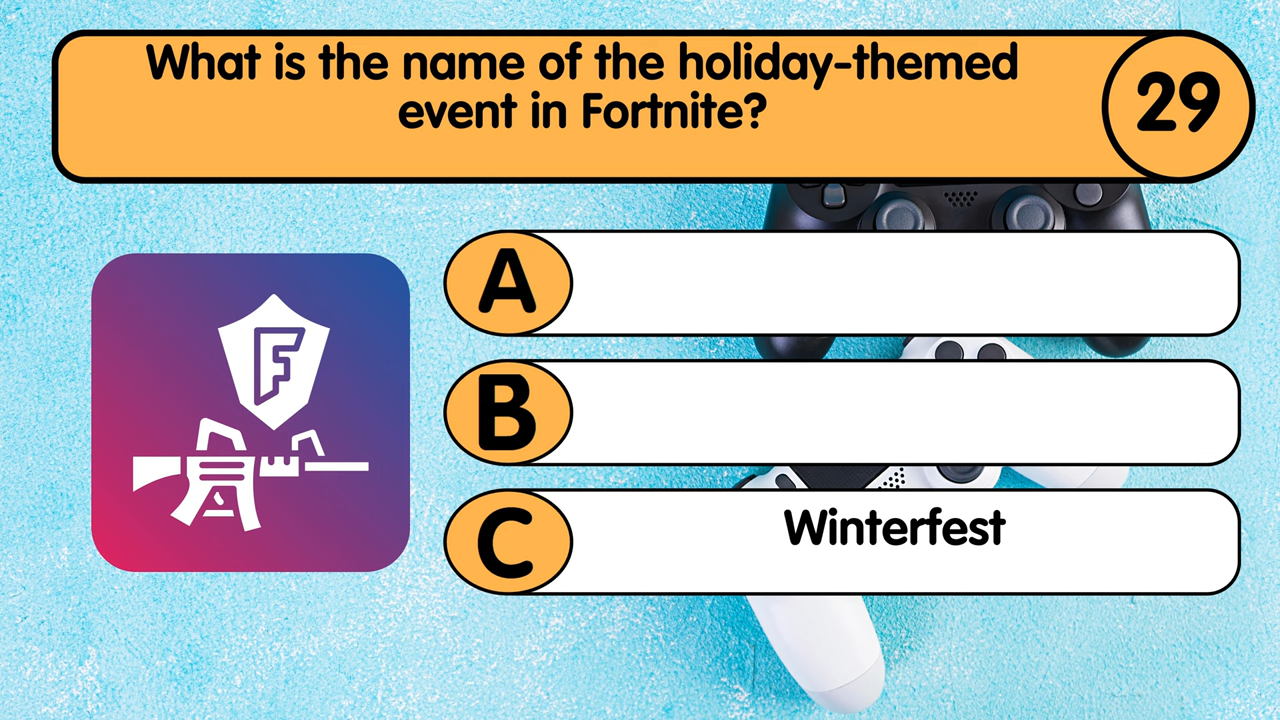 What is the name of the holiday-themed
event in Fortnite?
29
F
A
B
C
Winterfest